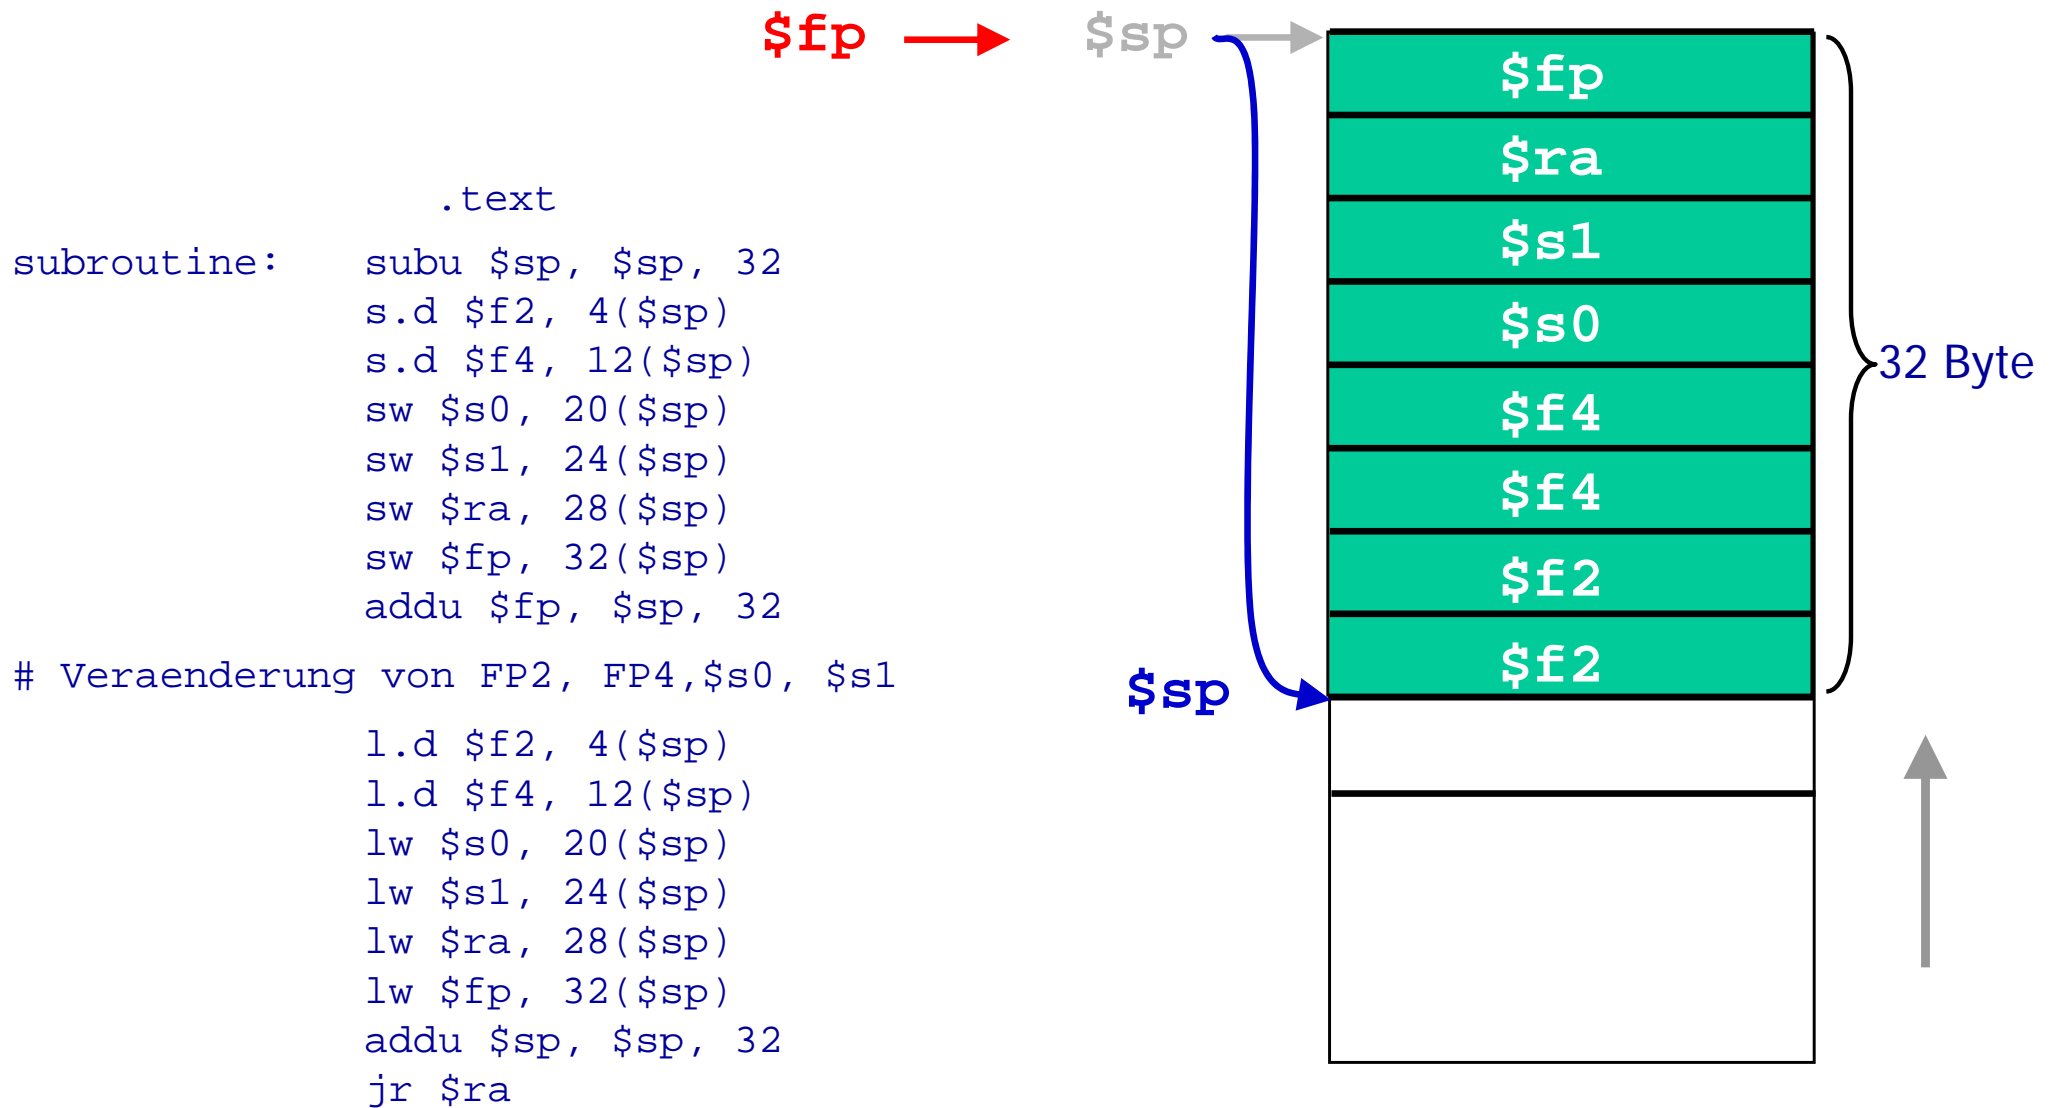 $fp $sp
.text
subroutine: subu $sp, $sp, 32
s.d $f2, 4($sp)
s.d $f4, 12($sp)
sw $s0, 20($sp)
sw $s1, 24($sp)
sw $ra, 28($sp)
sw $fp, 32($sp)
addu $fp, $sp, 32
# Veraenderung von FP2, FP4,$s0, $s1
l.d $f2, 4($sp)
l.d $f4, 12($sp)
lw $s0, 20($sp)
lw $s1, 24($sp)
lw $ra, 28($sp)
lw $fp, 32($sp)
addu $sp, $sp, 32
jr $ra
$fp
$ra
$s1
$s0
$f4
$f4
$f2
$f2
32 Byte
$sp